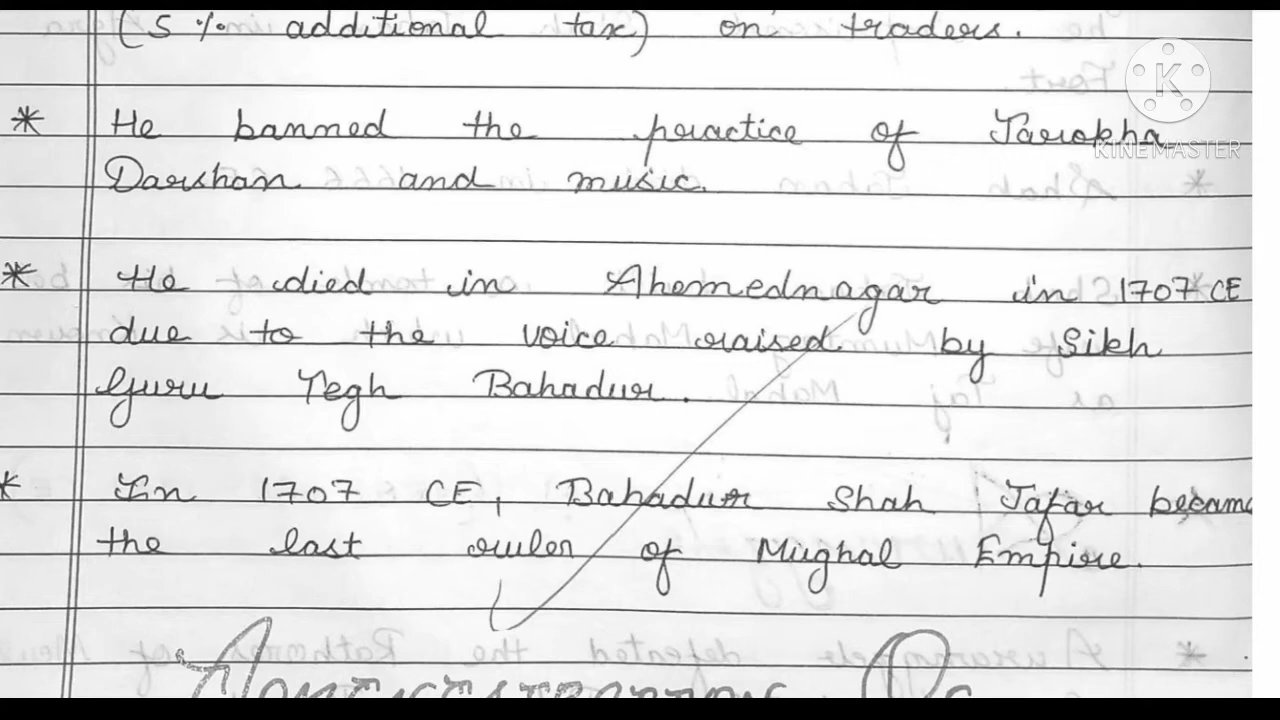 (5 % additional tax) on traders.
* He banned the practice of Jarokha
Darshan and music.
* He died in Ahemednagar in 1707 CE
due to the voice raised by Sikh
Guru Tegh Bahadur.
* In 1707 CE, Bahadur Shah Jafar became
the last ruler of Mughal Empire.
K
KINEMASTER